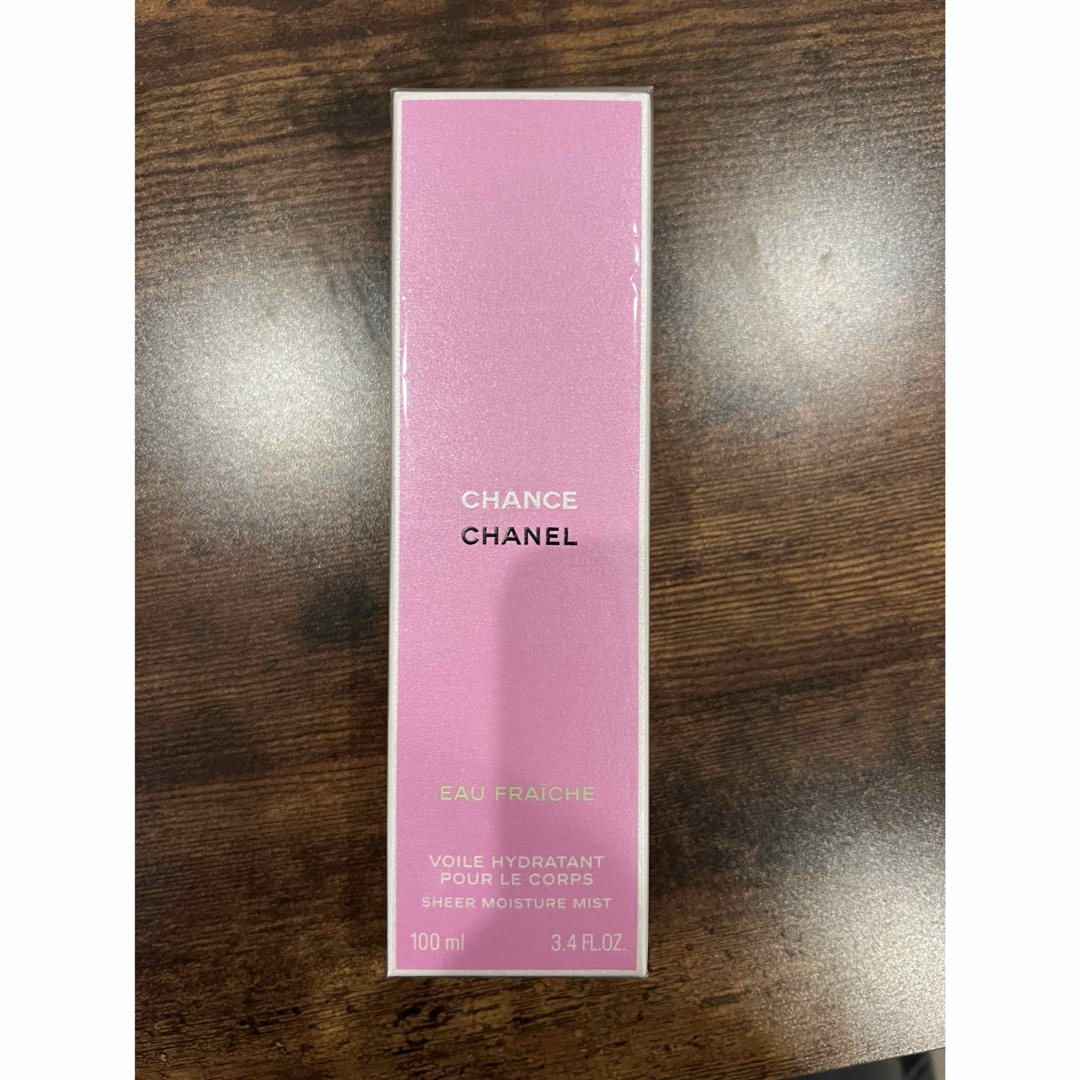 CHANCE
CHANEL
EAU FRAÎCHE
VOILE HYDRATANT
POUR LE CORPS
SHEER MOISTURE MIST
100 ml 3.4 FL.OZ.